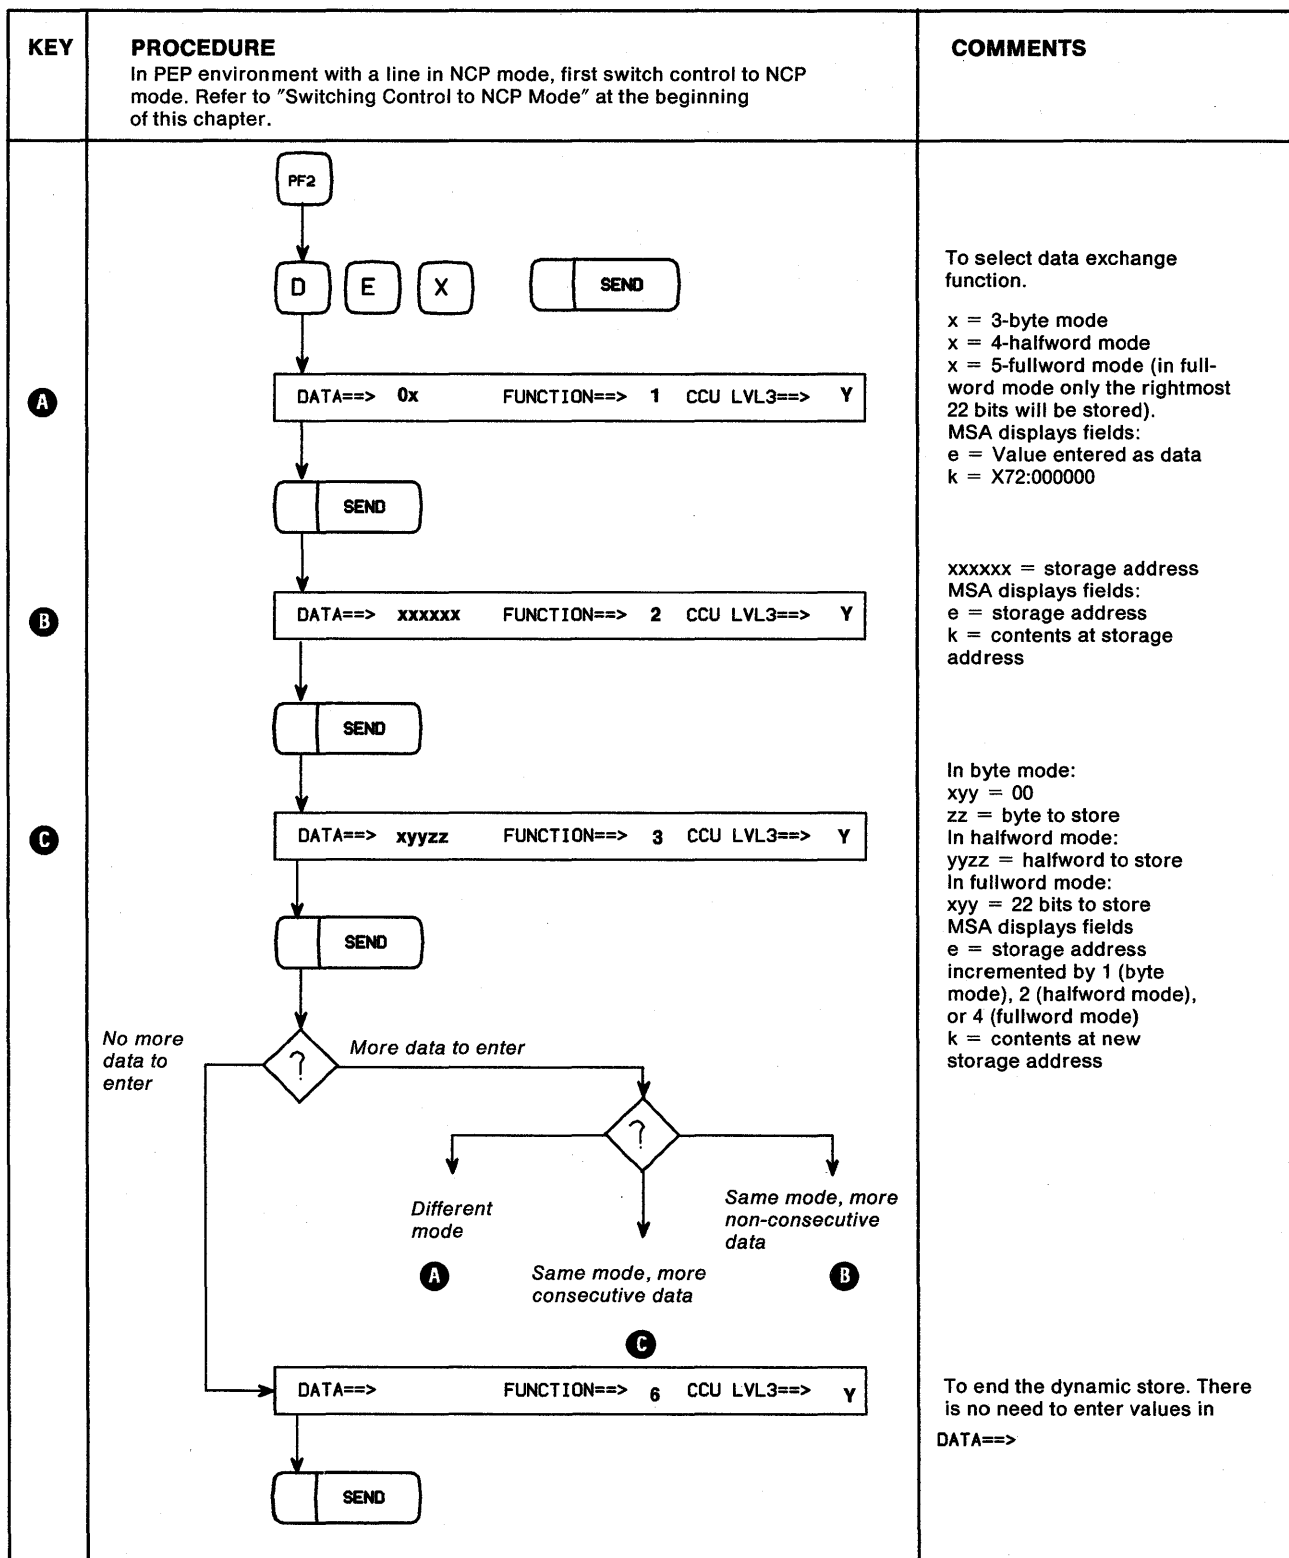 KEY
PROCEDURE
In PEP environment with a line in NCP mode, first switch control to NCP
mode. Refer to "Switching Control to NCP Mode" at the beginning
of this chapter.
COMMENTS
PF2
D E X SEND
To select data exchange
function.
x = 3-byte mode
x = 4-halfword mode
x = 5-fullword mode (in full-
word mode only the rightmost
22 bits will be stored).
MSA displays fields:
e = Value entered as data
k = X72:000000
A
DATA==> 0x FUNCTION==> 1 CCU LVL3==> Y
SEND
xxxxxx = storage address
MSA displays fields:
e = storage address
k = contents at storage
address
B
DATA==> xxxxxx FUNCTION==> 2 CCU LVL3==> Y
SEND
In byte mode:
xyy = 00
zz = byte to store
In halfword mode:
yyzz = halfword to store
In fullword mode:
xyy = 22 bits to store
MSA displays fields
e = storage address
incremented by 1 (byte
mode), 2 (halfword mode),
or 4 (fullword mode)
k = contents at new
storage address
C
DATA==> xyyzz FUNCTION==> 3 CCU LVL3==> Y
SEND
No more
data to
enter
?
More data to enter
?
Different
mode
A
Same mode, more
consecutive data
C
Same mode, more
non-consecutive
data
B
DATA==> FUNCTION==> 6 CCU LVL3==> Y
To end the dynamic store. There
is no need to enter values in
DATA==>
SEND